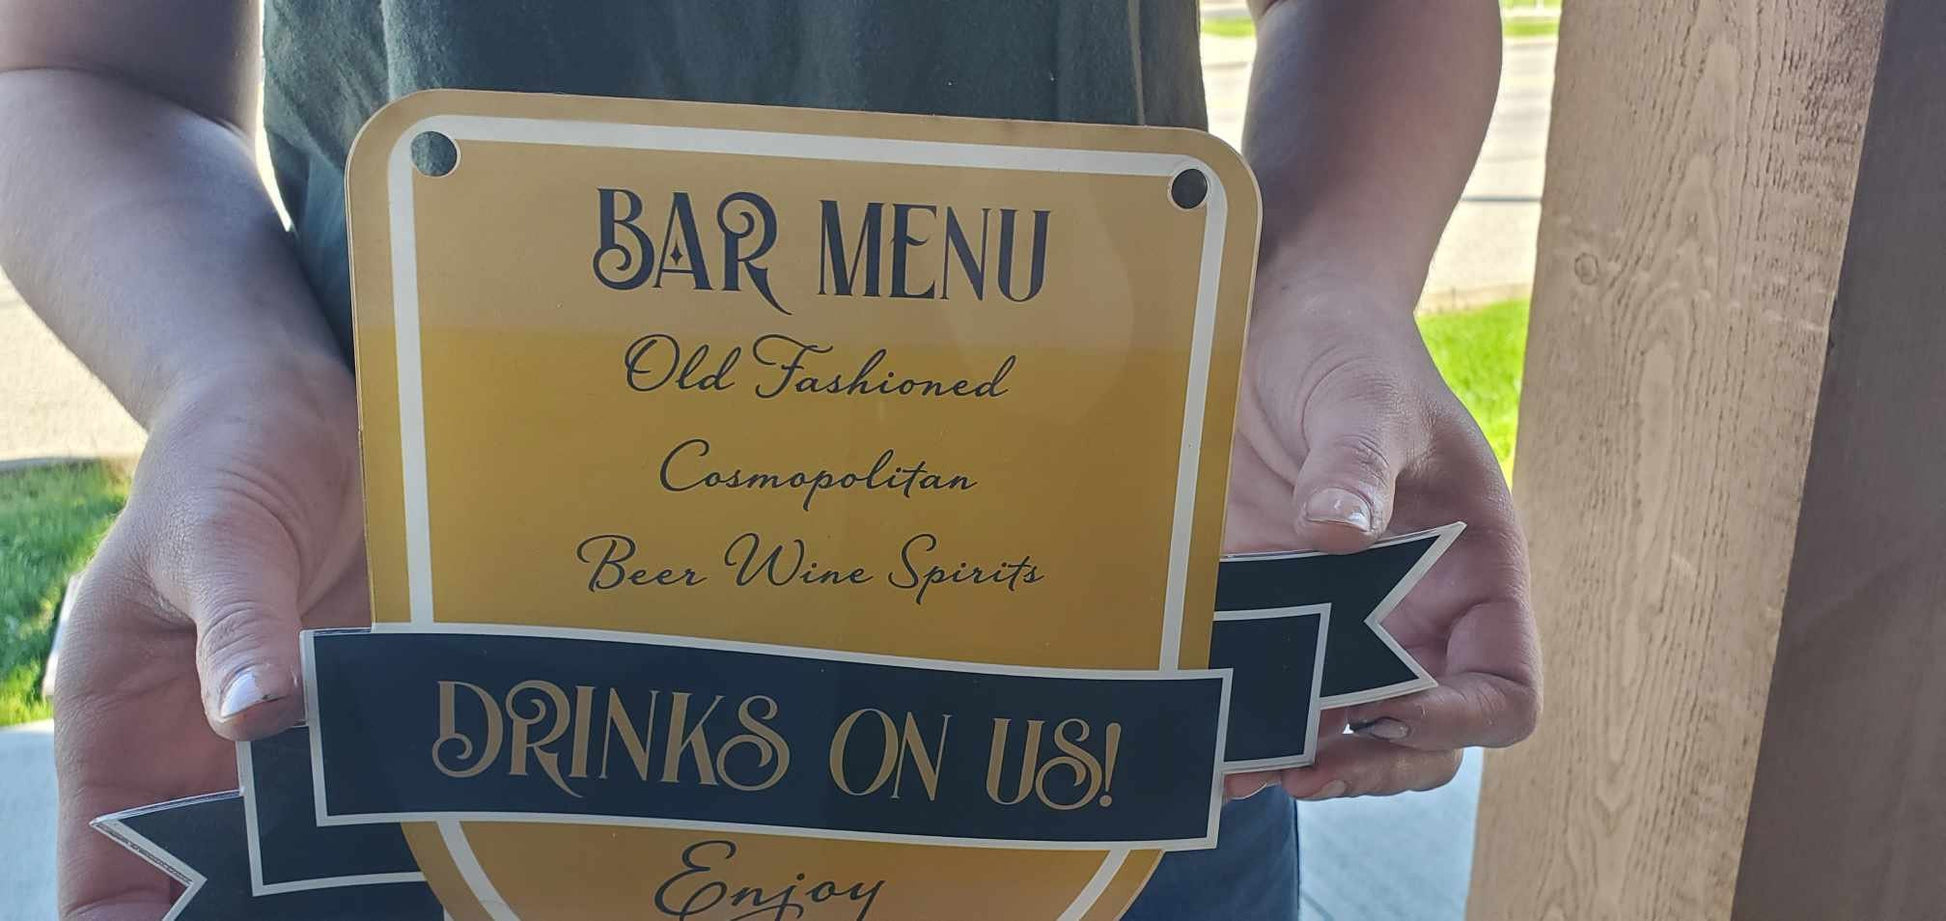 BAR MENU
Old Fashioned
Cosmopolitan
Beer Wine Spirits
DRINKS ON US!
Enjoy